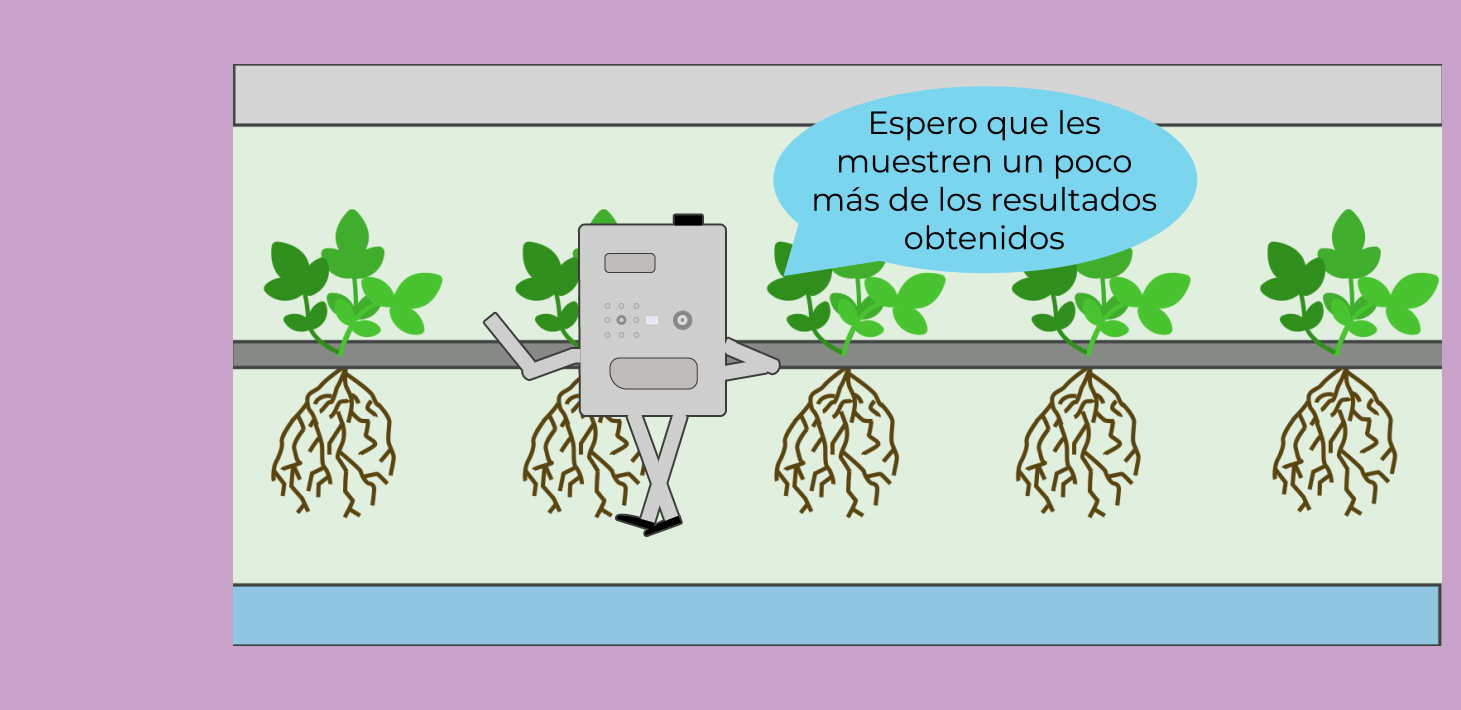 Espero que les
muestren un poco
más de los resultados
obtenidos